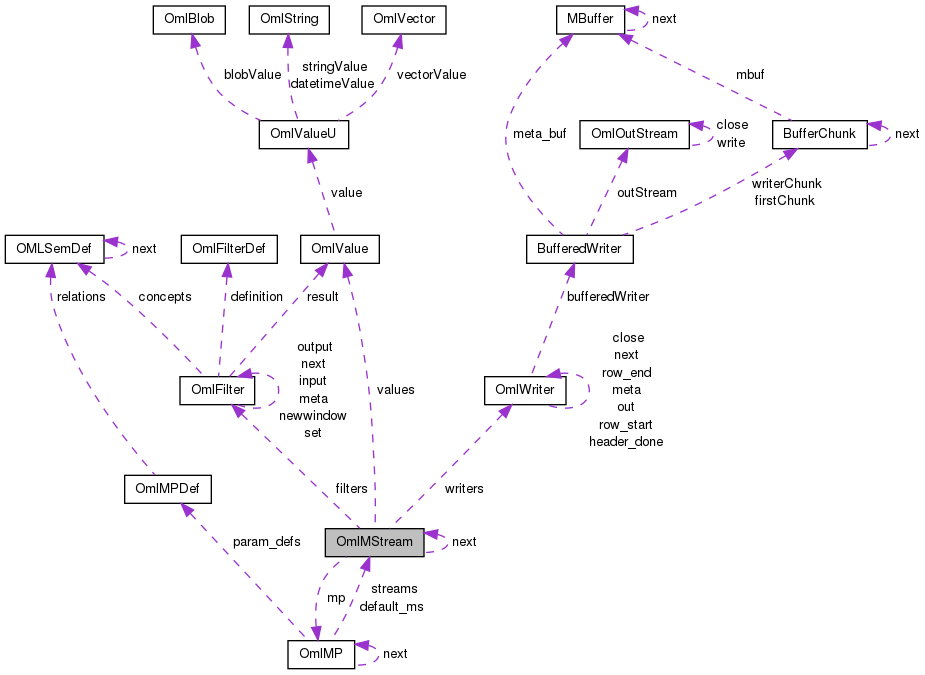 OmlBlob
OmlString
OmlVector
MBuffer
next
blobValue
stringValue
datetimeValue
vectorValue
mbuf
OmlValueU
meta_buf
OmlOutStream
close
write
BufferChunk
next
value
outStream
writerChunk
firstChunk
OMLSemDef
next
OmlFilterDef
OmlValue
BufferedWriter
relations
concepts
definition
result
bufferedWriter
OmlFilter
output
next
input
meta
newwindow
set
values
OmlWriter
close
next
row_end
meta
out
row_start
header_done
OmlMPDef
filters
writers
param_defs
OmlMStream
next
mp
streams
default_ms
OmlMP
next